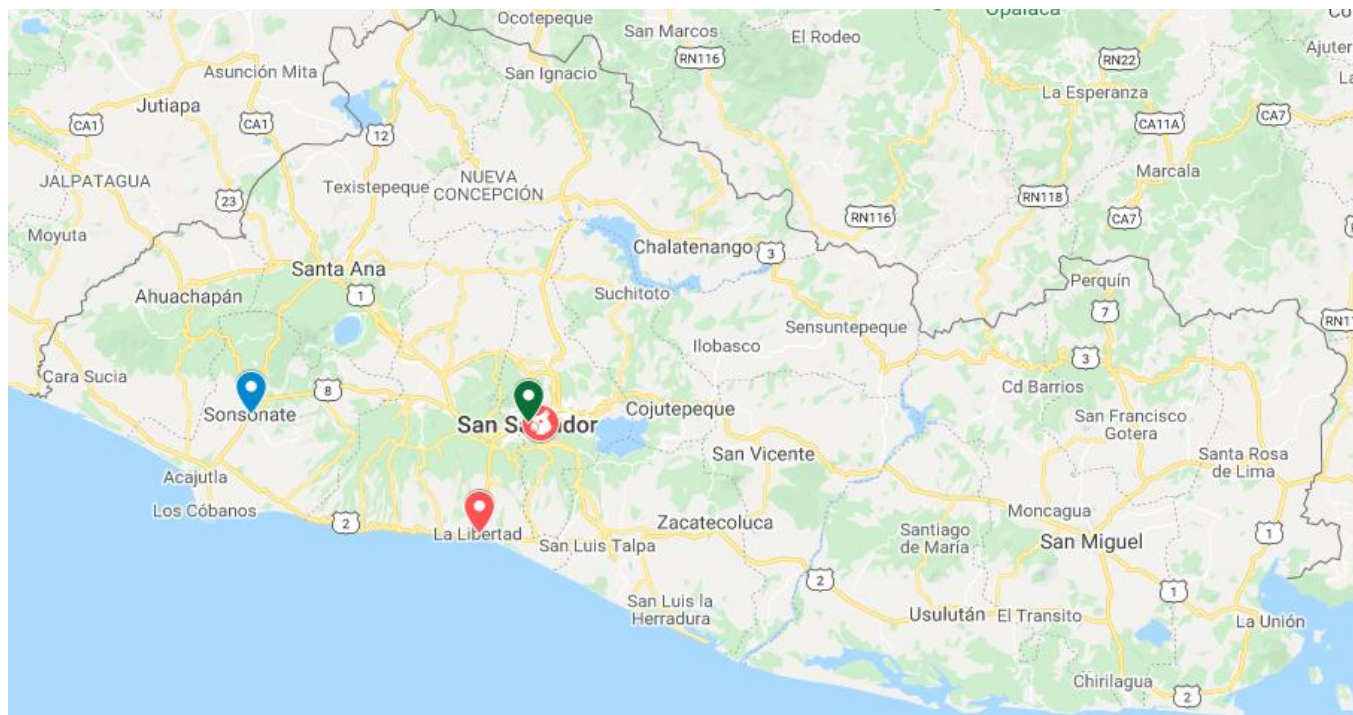 Ocotepeque
San Marcos
El Rodeo
Opalaca
Asunción Mita
San Ignacio
RN116
RN22
Jutiapa
La Esperanza
CA1
CA1
12
CA11A
CA7
JALPATAGUA
Texistepeque
NUEVA
CONCEPCIÓN
Marcala
23
RN118
RN116
CA7
Moyuta
Chalatenango
3
Santa Ana
Perquín
Ahuachapán
1
Suchitoto
7
Sensuntepeque
Ilobasco
3
Cara Sucia
8
Cd Barrios
Sonsonate
Cojutepeque
San Francisco
Gotera
San Salvador
San Vicente
Santa Rosa
de Lima
Acajutla
Los Cóbanos
2
La Libertad
Zacatecoluca
Moncagua
Santiago
de María
San Miguel
1
San Luis Talpa
2
1
San Luis la
Herradura
Usulután
El Transito
La Unión
Chirilagua
2